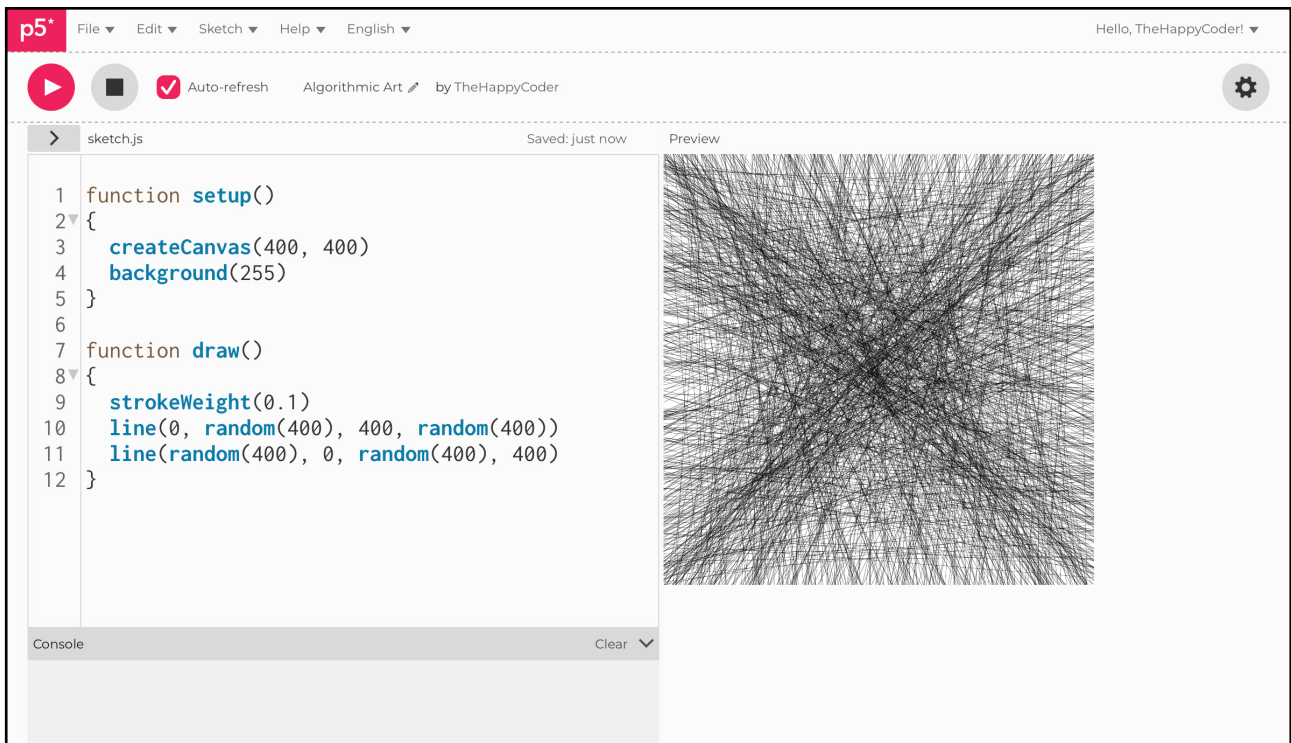 p5* File Edit Sketch Help English Hello, TheHappyCoder!
Auto-refresh Algorithmic Art by TheHappyCoder
sketch.js Saved: just now Preview
1 function setup()
2 {
3 createCanvas(400, 400)
4 background(255)
5 }
6
7 function draw()
8 {
9 strokeWeight(0.1)
10 line(0, random(400), 400, random(400))
11 line(random(400), 0, random(400), 400)
12 }
Console Clear